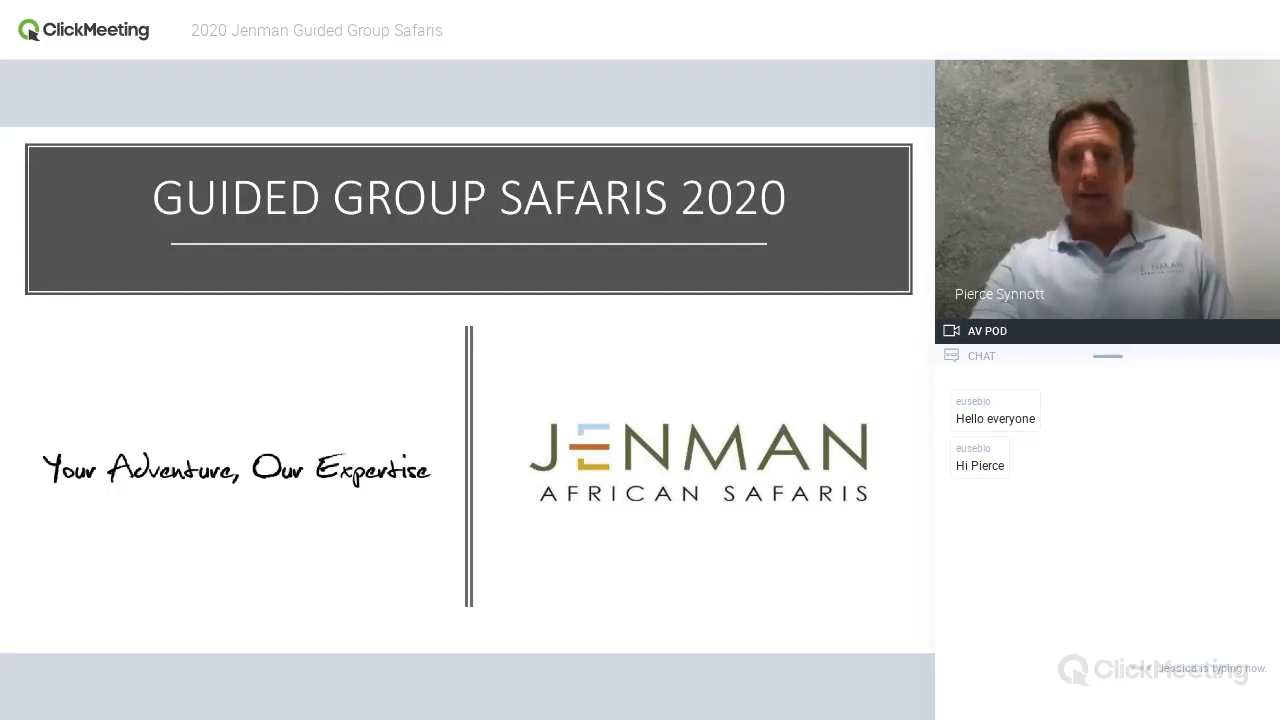 ClickMeeting
2020 Jenman Guided Group Safaris
GUIDED GROUP SAFARIS 2020
Your Adventure, Our Expertise
JENMAN
AFRICAN SAFARIS
JENMAN
Pierce Synnott
AV POD
CHAT
eusebio
Hello everyone
eusebio
Hi Pierce
ClickMeeting
Jessica is typing now.